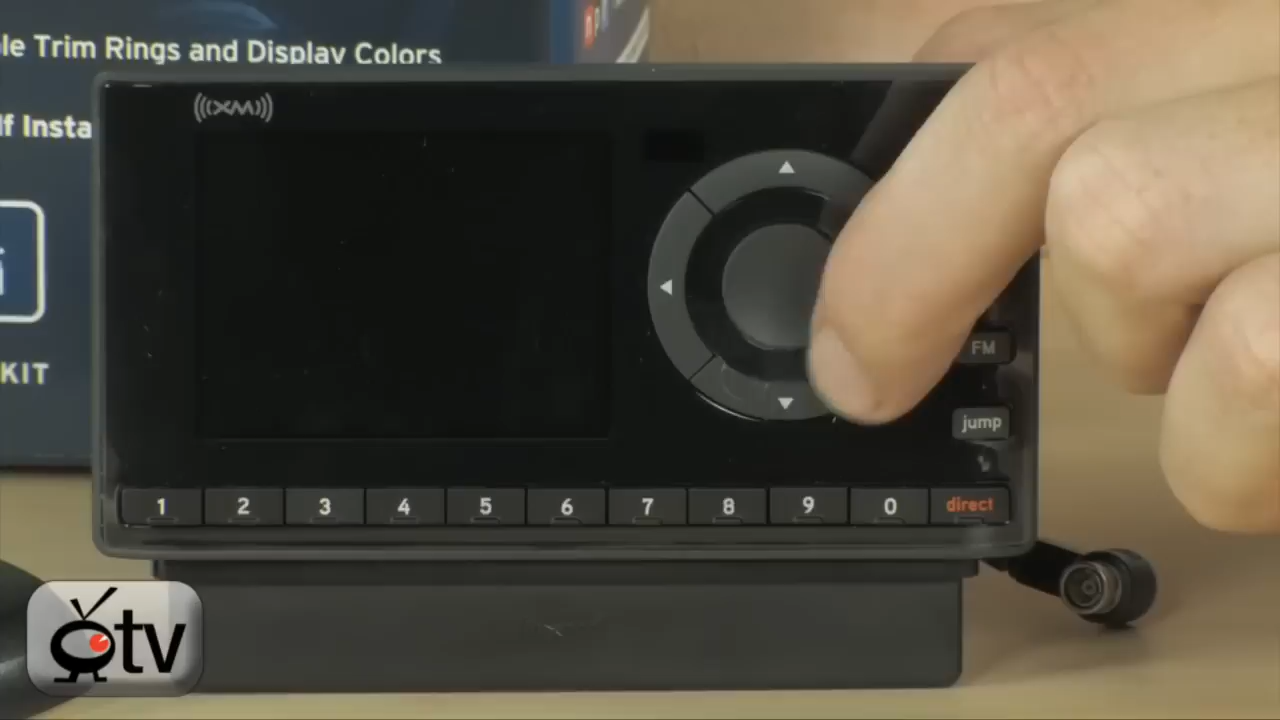 le Trim Rings and Display Colors
lf Insta
KIT
(((XM)))
FM
jump
1 2 3 4 5 6 7 8 9 0 direct
tv